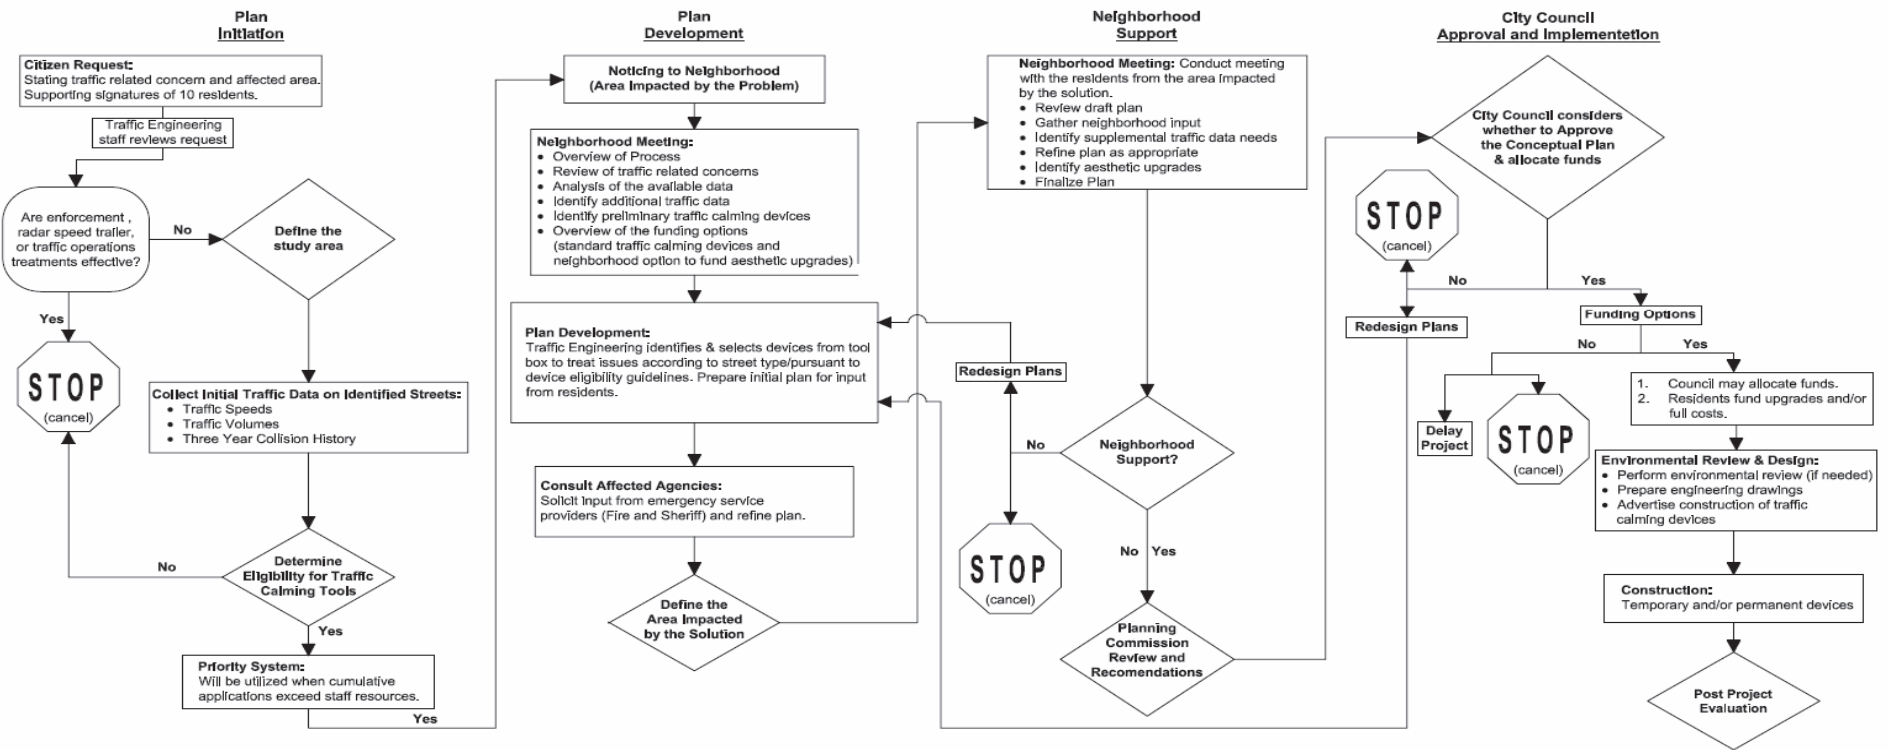 Plan
Initiation
Citizen Request:
Stating traffic related concern and affected area.
Supporting signatures of 10 residents.
Traffic Engineering
staff reviews request
Are enforcement ,
radar speed trailer,
or traffic operations
treatments effective?
No
Define the
study area
Yes
STOP
(cancel)
Collect Initial Traffic Data on Identified Streets:
• Traffic Speeds
• Traffic Volumes
• Three Year Collision History
No
Determine
Eligibility for Traffic
Calming Tools
Yes
Priority System:
Will be utilized when cumulative
applications exceed staff resources.
Yes
Plan
Development
Noticing to Neighborhood
(Area Impacted by the Problem)
Neighborhood Meeting:
• Overview of Process
• Review of traffic related concerns
• Analysis of the available data
• Identify additional traffic data
• Identify preliminary traffic calming devices
• Overview of the funding options
(standard traffic calming devices and
neighborhood option to fund aesthetic upgrades)
Plan Development:
Traffic Engineering identifies & selects devices from tool
box to treat issues according to street type/pursuant to
device eligibility guidelines. Prepare initial plan for input
from residents.
Consult Affected Agencies:
Solicit input from emergency service
providers (Fire and Sheriff) and refine plan.
Define the
Area Impacted
by the Solution
Neighborhood
Support
Neighborhood Meeting: Conduct meeting
with the residents from the area impacted
by the solution.
• Review draft plan
• Gather neighborhood input
• Identify supplemental traffic data needs
• Refine plan as appropriate
• Identify aesthetic upgrades
• Finalize Plan
Redesign Plans
No
Neighborhood
Support?
STOP
(cancel)
No Yes
Planning
Commission
Review and
Recomendations
City Council
Approval and Implementetion
City Council considers
whether to Approve
the Conceptual Plan
& allocate funds
STOP
(cancel)
No
Yes
Redesign Plans
Funding Options
No
Yes
Delay
Project
STOP
(cancel)
1. Council may allocate funds.
2. Residents fund upgrades and/or
full costs.
Environmental Review & Design:
• Perform environmental review (if needed)
• Prepare engineering drawings
• Advertise construction of traffic
calming devices
Construction:
Temporary and/or permanent devices
Post Project
Evaluation